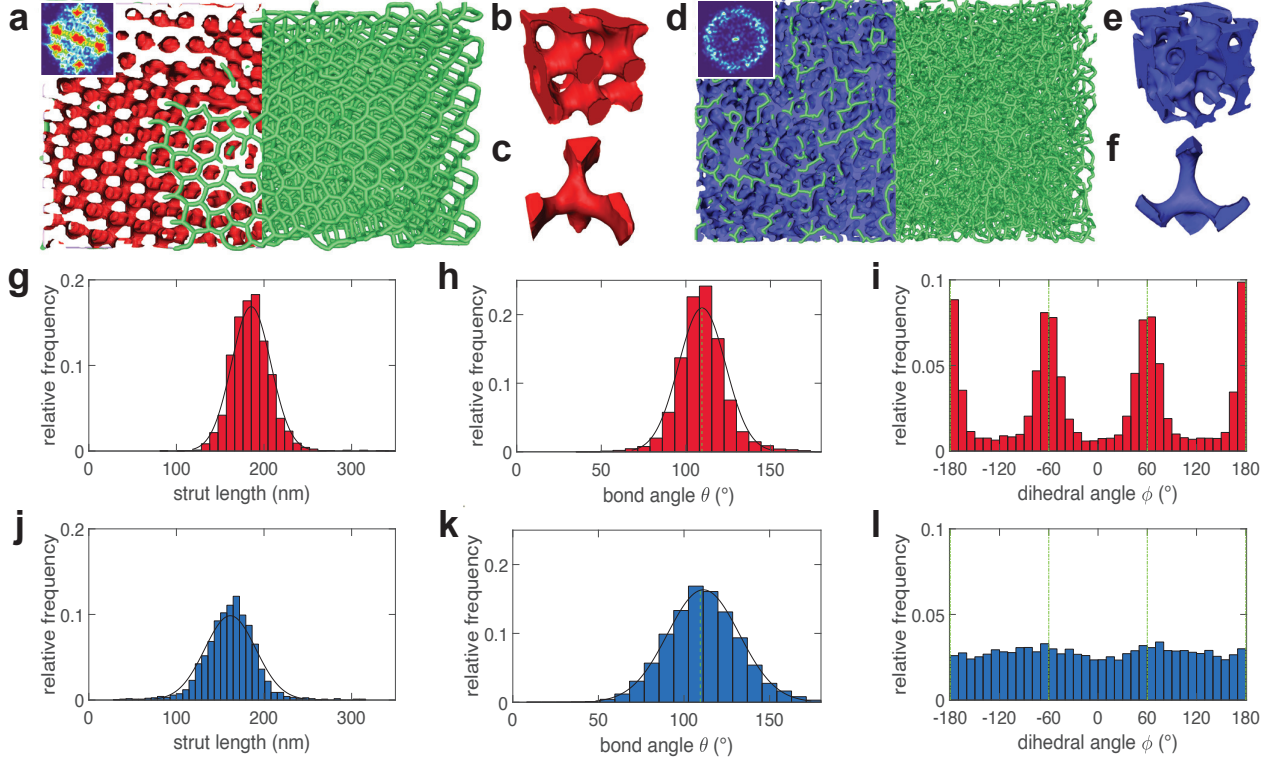 a
b
c
d
e
f
g
0.2
0.1
0
relative frequency
0 100 200 300
strut length (nm)
h
0.2
0.1
0
relative frequency
0 50 100 150
bond angle θ (°)
i
0.1
0.05
0
relative frequency
-180 -120 -60 0 60 120 180
dihedral angle ϕ (°)
j
0.2
0.1
0
relative frequency
0 100 200 300
strut length (nm)
k
0.2
0.1
0
relative frequency
0 50 100 150
bond angle θ (°)
l
0.1
0.05
0
relative frequency
-180 -120 -60 0 60 120 180
dihedral angle ϕ (°)